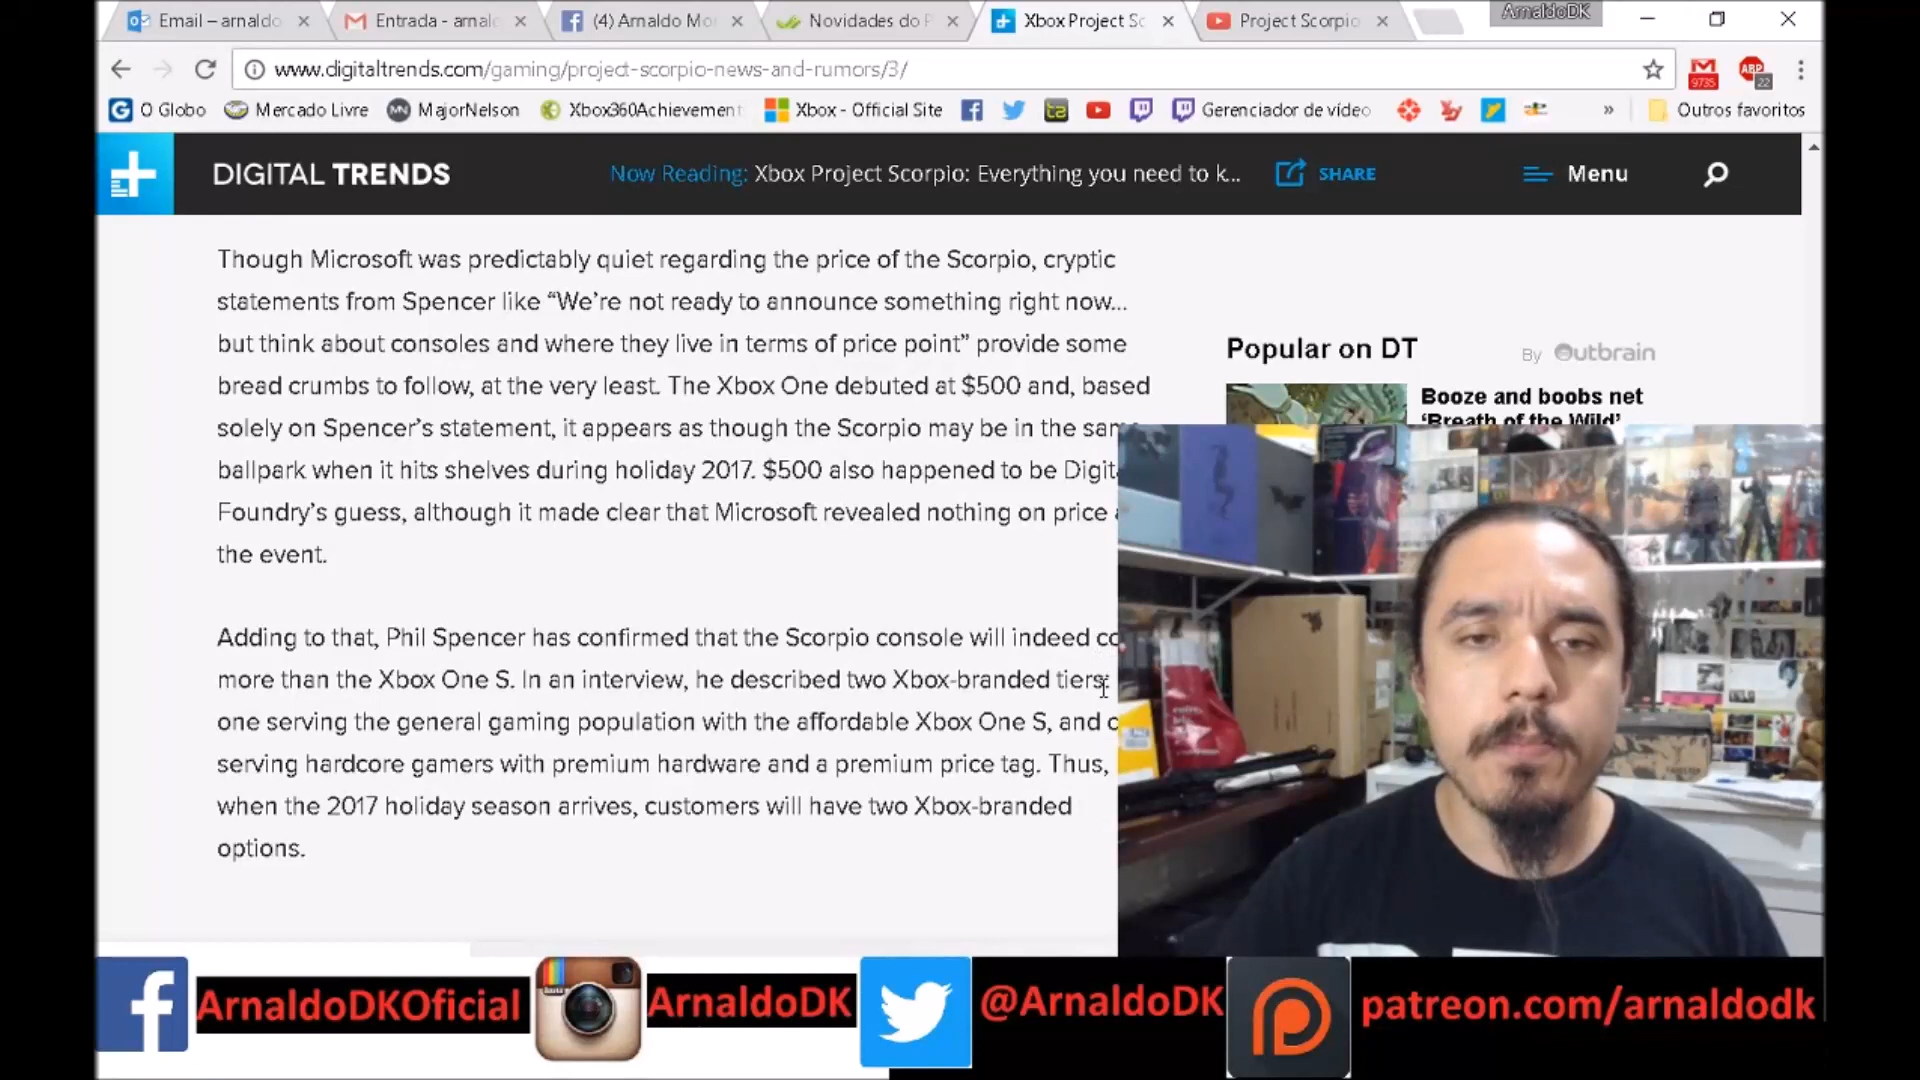 Email – arnaldo
Entrada - arnal
(4) Arnaldo Mo
Novidades do P
Xbox Project Sc
Project Scorpio
ArnaldoDK
www.digitaltrends.com/gaming/project-scorpio-news-and-rumors/3/
9735
ABP
22
G O Globo
Mercado Livre
MajorNelson
Xbox360Achievement
Xbox - Official Site
Gerenciador de vídeo
»
Outros favoritos
DIGITAL TRENDS
Now Reading: Xbox Project Scorpio: Everything you need to k...
SHARE
Menu
Though Microsoft was predictably quiet regarding the price of the Scorpio, cryptic
statements from Spencer like “We’re not ready to announce something right now…
but think about consoles and where they live in terms of price point” provide some
bread crumbs to follow, at the very least. The Xbox One debuted at $500 and, based
solely on Spencer’s statement, it appears as though the Scorpio may be in the same
ballpark when it hits shelves during holiday 2017. $500 also happened to be Digit
Foundry’s guess, although it made clear that Microsoft revealed nothing on price
the event.
Adding to that, Phil Spencer has confirmed that the Scorpio console will indeed co
more than the Xbox One S. In an interview, he described two Xbox-branded tiers:
one serving the general gaming population with the affordable Xbox One S, and
serving hardcore gamers with premium hardware and a premium price tag. Thus,
when the 2017 holiday season arrives, customers will have two Xbox-branded
options.
Popular on DT
By Outbrain
Booze and boobs net
‘Breath of the Wild’
ArnaldoDKOficial
ArnaldoDK
@ArnaldoDK
patreon.com/arnaldodk